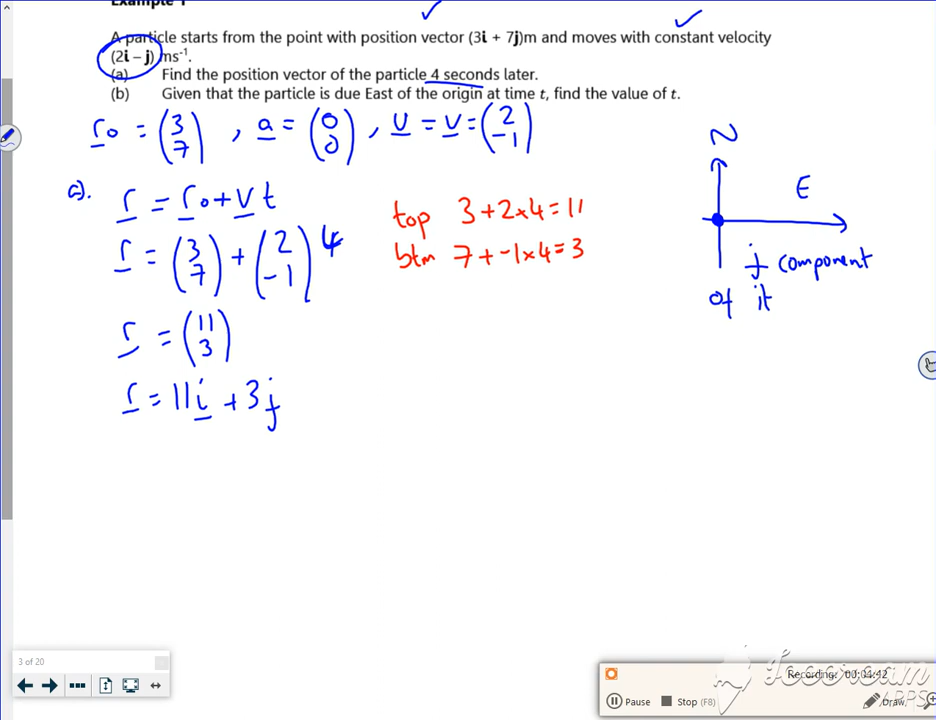 Example 1
A particle starts from the point with position vector (3i + 7j)m and moves with constant velocity
(2i – j) ms⁻¹.
(a) Find the position vector of the particle 4 seconds later.
(b) Given that the particle is due East of the origin at time t, find the value of t.
r₀ = (3 7) , a = (0 0) , u = v = (2 -1)
a). r = r₀ + v t
r = (3 7) + (2 -1) 4
r = (11 3)
r = 11i + 3j
top 3+2×4=11
btm 7+-1×4=3
N
E
j component
of it
3 of 20
Recording: 00:04:42
Pause Stop (F8) Draw